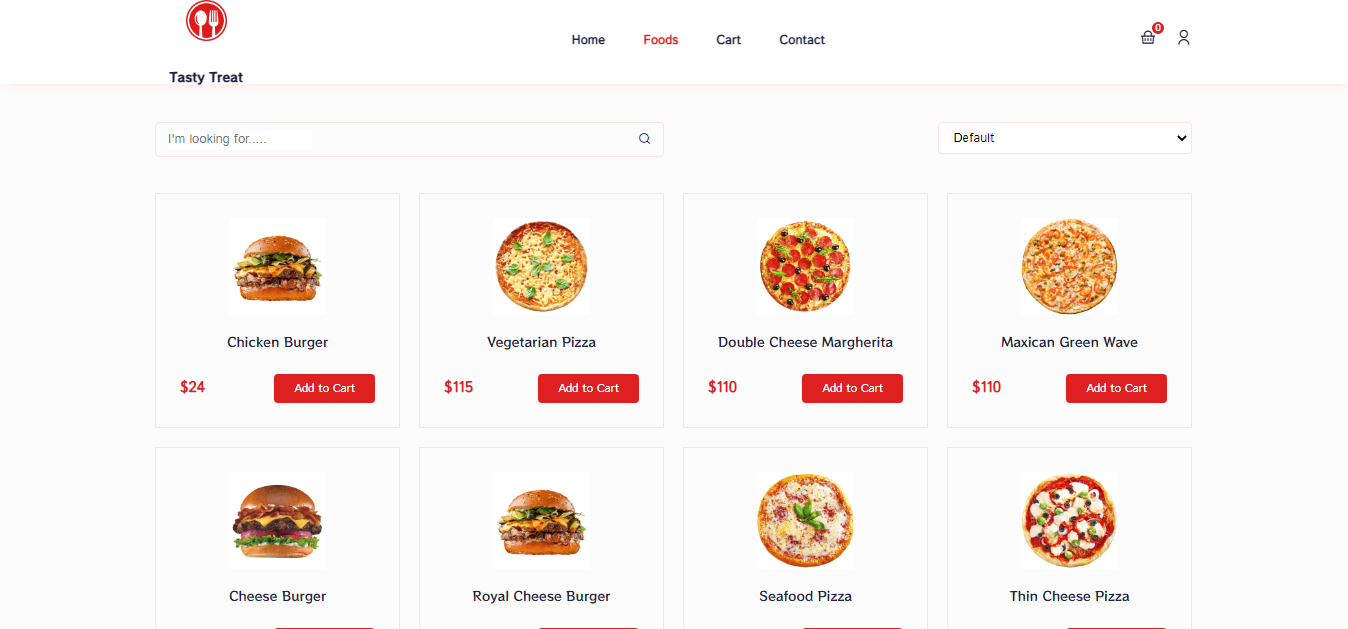 Home
Foods
Cart
Contact
0
Tasty Treat
I'm looking for.....
Default
Chicken Burger
Vegetarian Pizza
Double Cheese Margherita
Maxican Green Wave
$24
Add to Cart
$115
Add to Cart
$110
Add to Cart
$110
Add to Cart
Cheese Burger
Royal Cheese Burger
Seafood Pizza
Thin Cheese Pizza